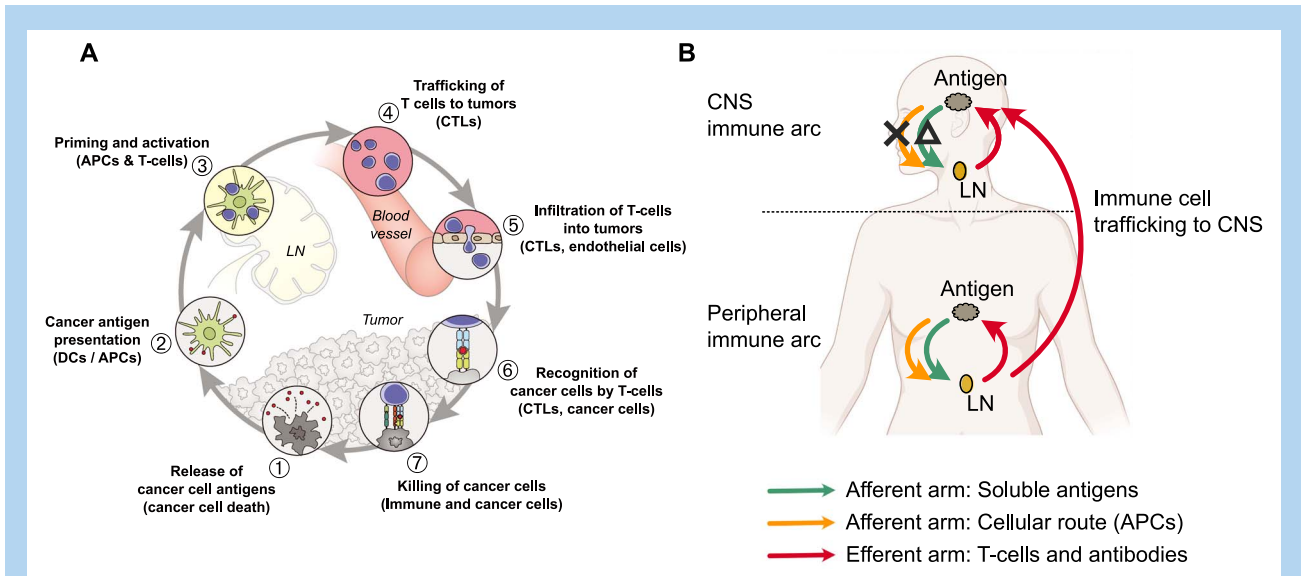 A
④
Trafficking of
T cells to tumors
(CTLs)
Priming and activation
(APCs & T-cells)
③
Blood
vessel
LN
⑤
Infiltration of T-cells
into tumors
(CTLs, endothelial cells)
Cancer antigen
presentation
(DCs / APCs)
②
Tumor
⑥
Recognition of
cancer cells by T-cells
(CTLs, cancer cells)
①
Release of
cancer cell antigens
(cancer cell death)
⑦
Killing of cancer cells
(Immune and cancer cells)
B
CNS
immune arc
Antigen
LN
Immune cell
trafficking to CNS
Peripheral
immune arc
Antigen
LN
Afferent arm: Soluble antigens
Afferent arm: Cellular route (APCs)
Efferent arm: T-cells and antibodies